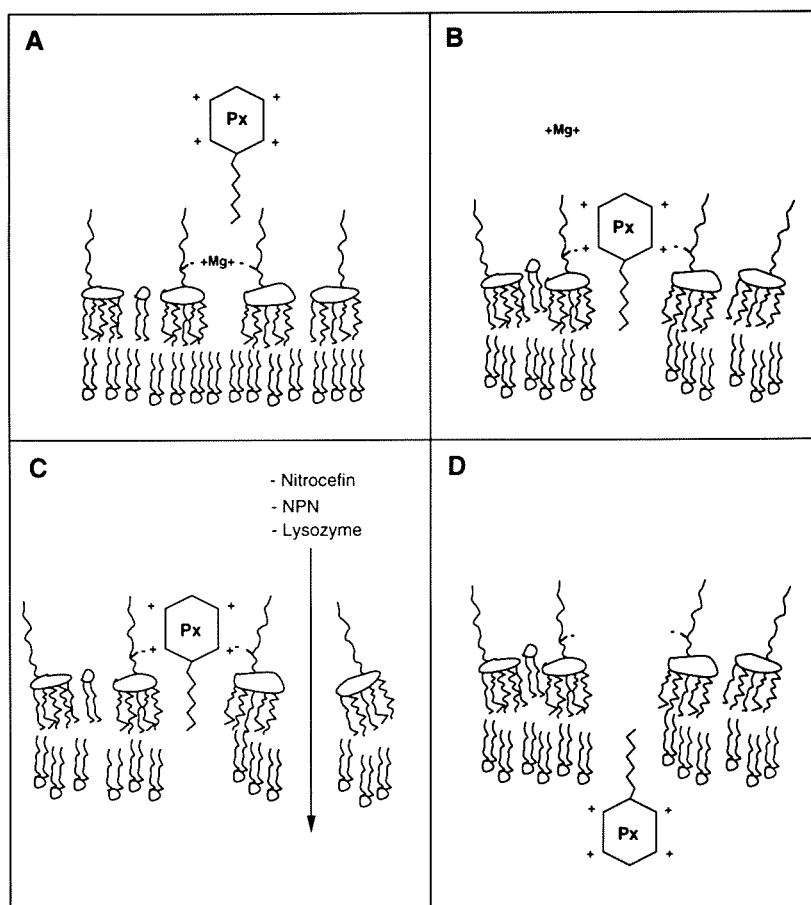 A
+ +
Px
+ +
- +Mg+ -
B
+Mg+
+ +
Px
- + + -
C
- Nitrocefin
- NPN
- Lysozyme
+ +
Px
- + + -
D
- -
+ +
Px
+ +